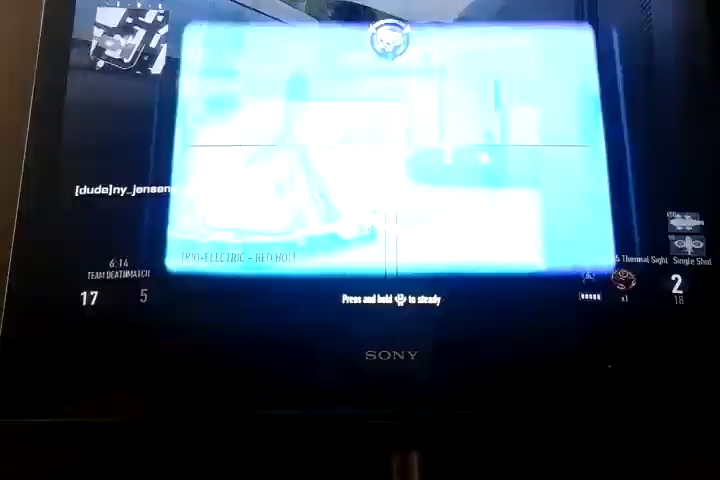 [dude]ny_jensen
[BIO-ELECTRIC - RED HOT]
6:14
TEAM DEATHMATCH
17 5
Thermal Sight Single Shot
x1
2
18
Press and hold to steady
SONY